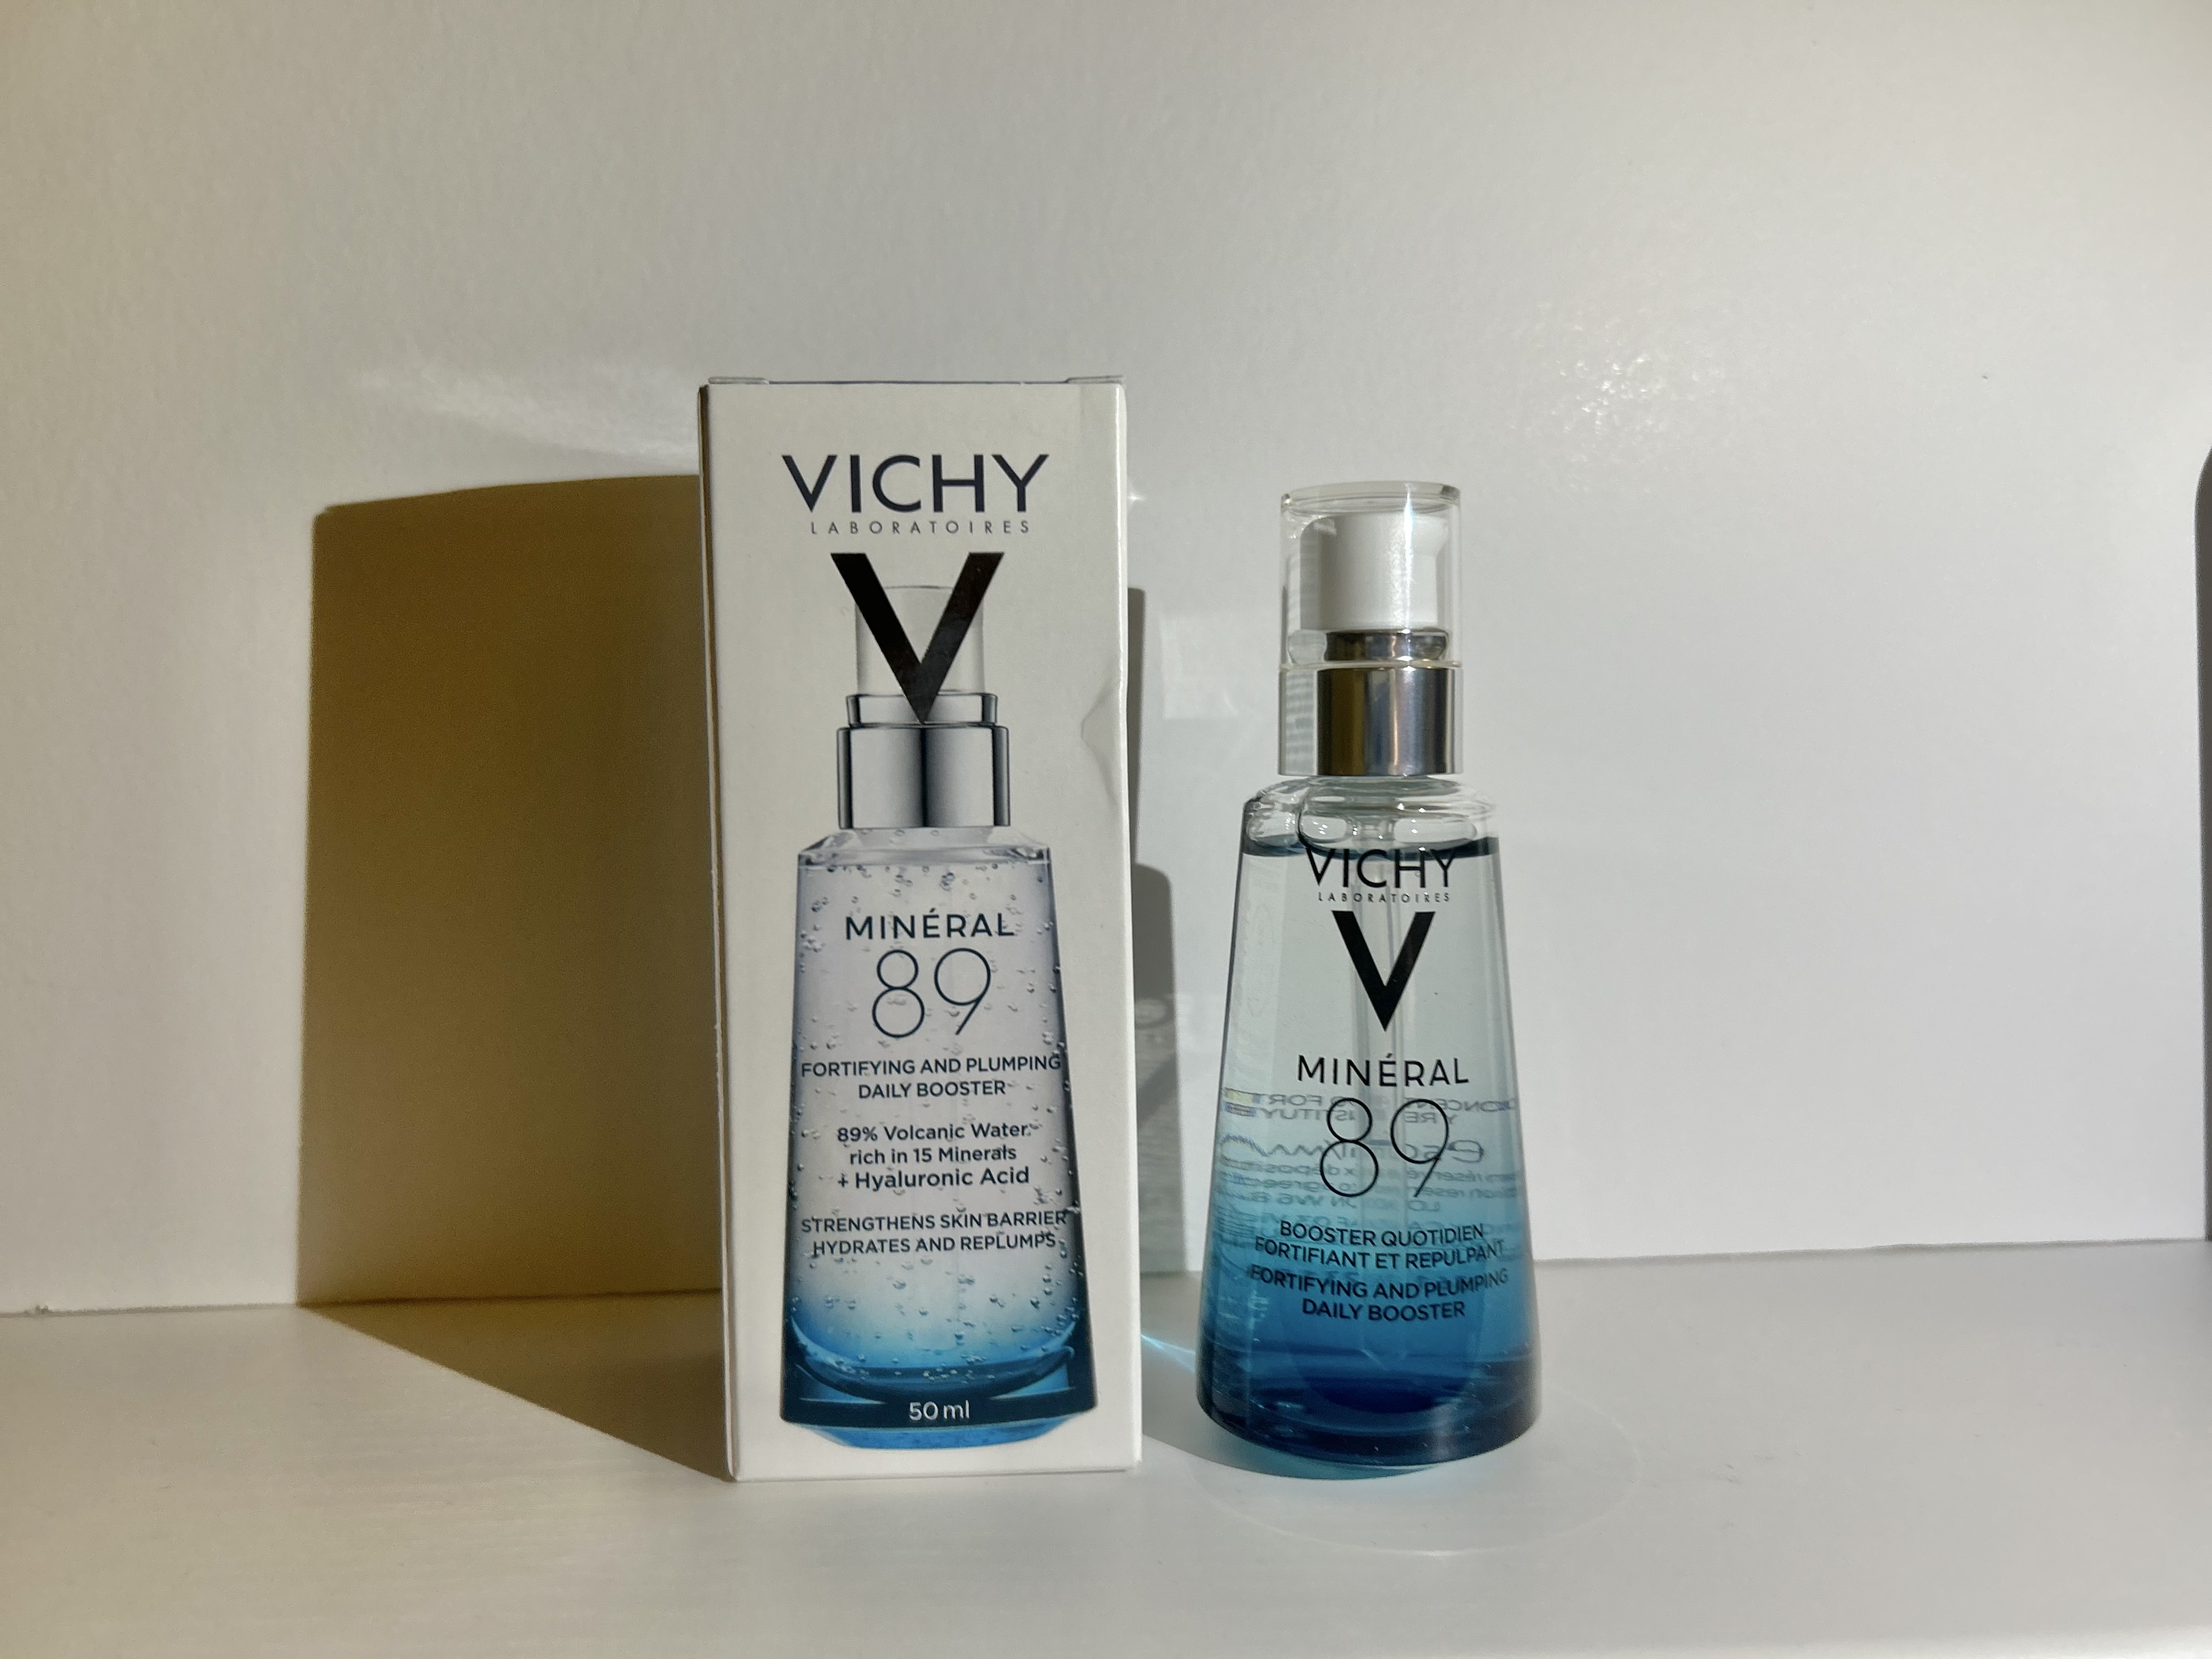 VICHY
LABORATOIRES
V
MINÉRAL
89
FORTIFYING AND PLUMPING
DAILY BOOSTER
89% Volcanic Water
rich in 15 Minerals
+ Hyaluronic Acid
STRENGTHENS SKIN BARRIER
HYDRATES AND REPLUMPS
50 ml
VICHY
LABORATOIRES
V
MINÉRAL
89
BOOSTER QUOTIDIEN
FORTIFIANT ET REPULPANT
FORTIFYING AND PLUMPING
DAILY BOOSTER